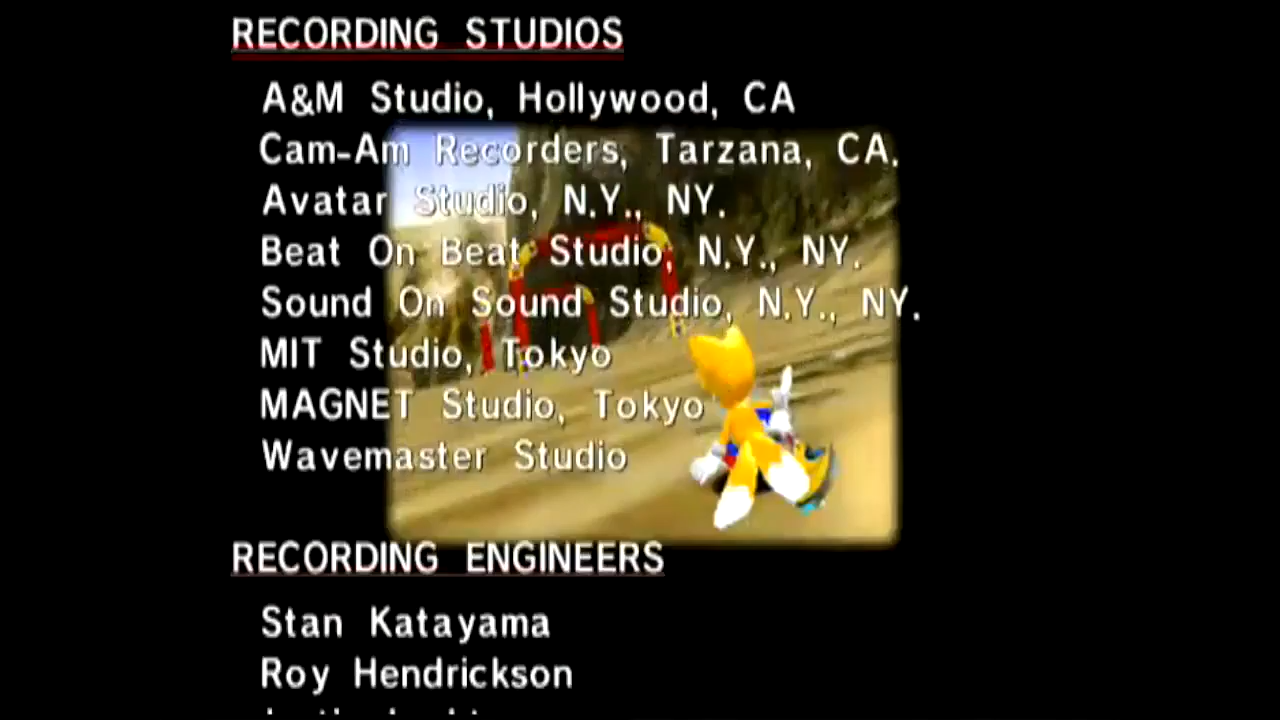 RECORDING STUDIOS
A&M Studio, Hollywood, CA
Cam-Am Recorders, Tarzana, CA.
Avatar Studio, N.Y., NY.
Beat On Beat Studio, N.Y., NY.
Sound On Sound Studio, N.Y., NY.
MIT Studio, Tokyo
MAGNET Studio, Tokyo
Wavemaster Studio
RECORDING ENGINEERS
Stan Katayama
Roy Hendrickson